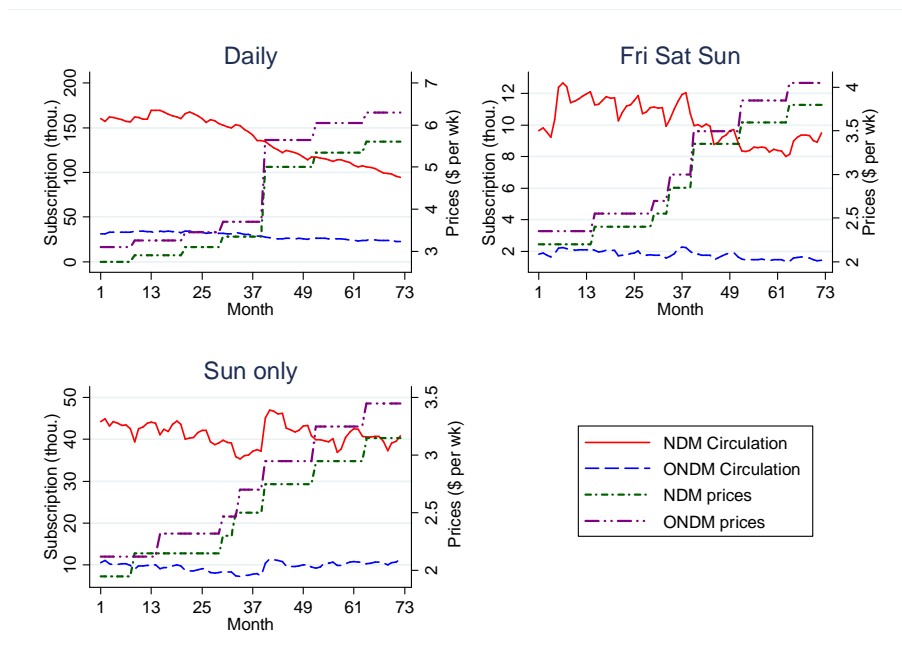 Daily
Subscription (thou.)
200
150
100
50
0
7
6
5
4
3
Prices ($ per wk)
1 13 25 37 49 61 73
Month
Fri Sat Sun
Subscription (thou.)
12
10
8
6
4
2
4
3.5
3
2.5
2
Prices ($ per wk)
1 13 25 37 49 61 73
Month
Sun only
Subscription (thou.)
50
40
30
20
10
3.5
3
2.5
2
Prices ($ per wk)
1 13 25 37 49 61 73
Month
NDM Circulation
ONDM Circulation
NDM prices
ONDM prices